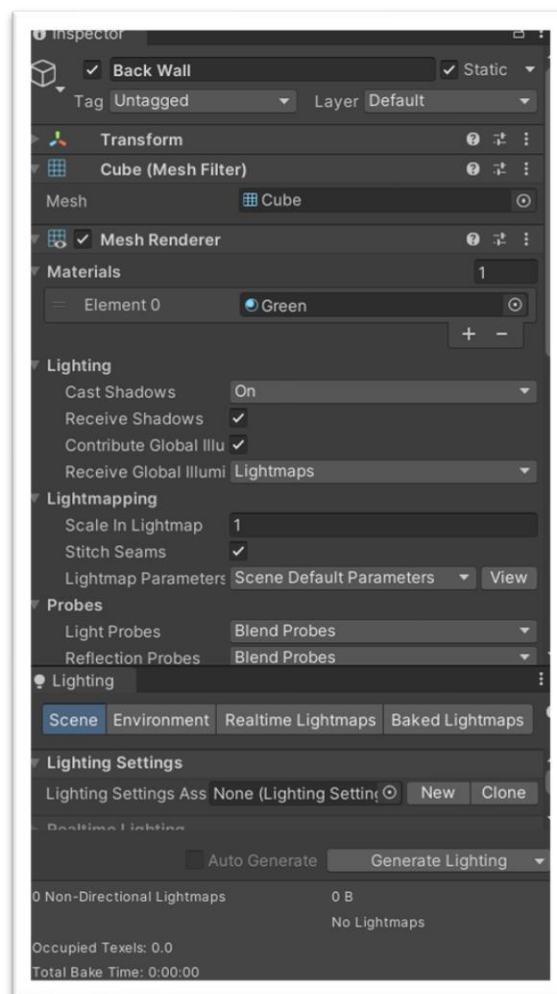 Inspector
Back Wall Static
Tag Untagged Layer Default
Transform
Cube (Mesh Filter)
Mesh Cube
Mesh Renderer
Materials 1
Element 0 Green
+ −
Lighting
Cast Shadows On
Receive Shadows
Contribute Global Illu
Receive Global Illumi Lightmaps
Lightmapping
Scale In Lightmap 1
Stitch Seams
Lightmap Parameters Scene Default Parameters View
Probes
Light Probes Blend Probes
Reflection Probes Blend Probes
Lighting
Scene Environment Realtime Lightmaps Baked Lightmaps
Lighting Settings
Lighting Settings Ass None (Lighting Setting New Clone
Realtime Lighting
Auto Generate Generate Lighting
0 Non-Directional Lightmaps 0 B
No Lightmaps
Occupied Texels: 0.0
Total Bake Time: 0:00:00